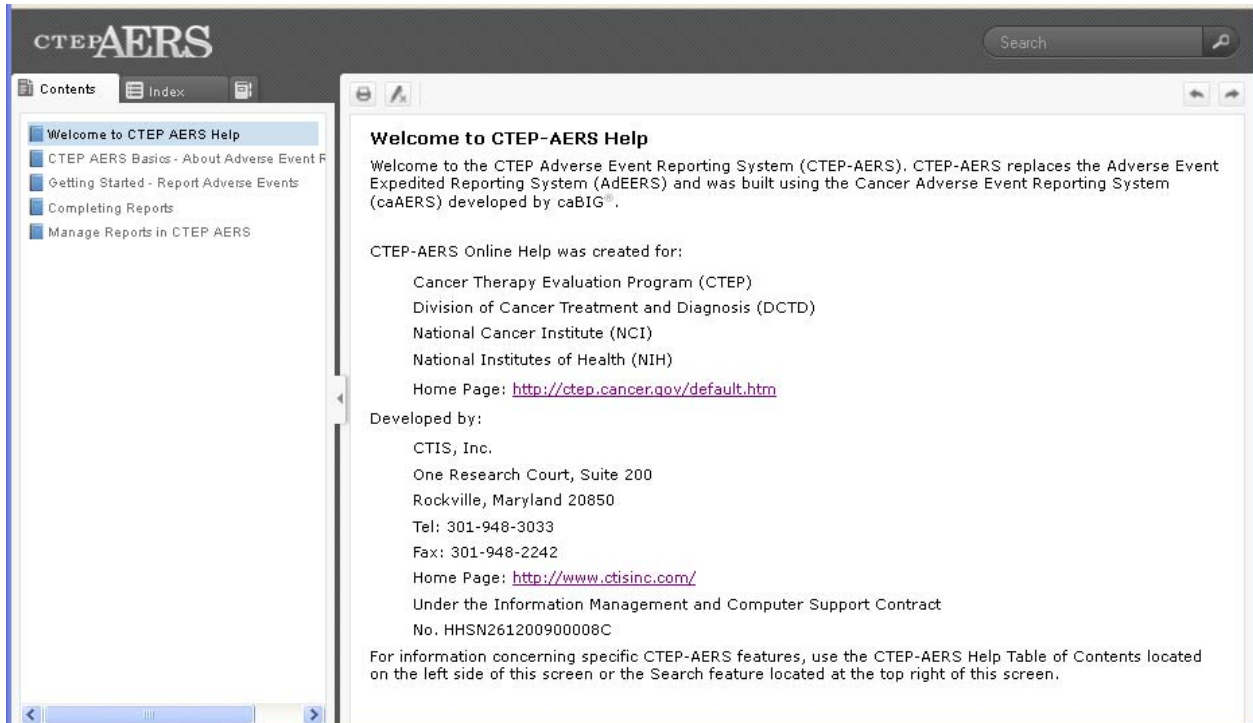 CTEPAERS
Search
Contents
Index
Welcome to CTEP AERS Help
CTEP AERS Basics - About Adverse Event R
Getting Started - Report Adverse Events
Completing Reports
Manage Reports in CTEP AERS
Welcome to CTEP-AERS Help
Welcome to the CTEP Adverse Event Reporting System (CTEP-AERS). CTEP-AERS replaces the Adverse Event
Expedited Reporting System (AdEERS) and was built using the Cancer Adverse Event Reporting System
(caAERS) developed by caBIG®.
CTEP-AERS Online Help was created for:
Cancer Therapy Evaluation Program (CTEP)
Division of Cancer Treatment and Diagnosis (DCTD)
National Cancer Institute (NCI)
National Institutes of Health (NIH)
Home Page: http://ctep.cancer.gov/default.htm
Developed by:
CTIS, Inc.
One Research Court, Suite 200
Rockville, Maryland 20850
Tel: 301-948-3033
Fax: 301-948-2242
Home Page: http://www.ctisinc.com/
Under the Information Management and Computer Support Contract
No. HHSN261200900008C
For information concerning specific CTEP-AERS features, use the CTEP-AERS Help Table of Contents located
on the left side of this screen or the Search feature located at the top right of this screen.